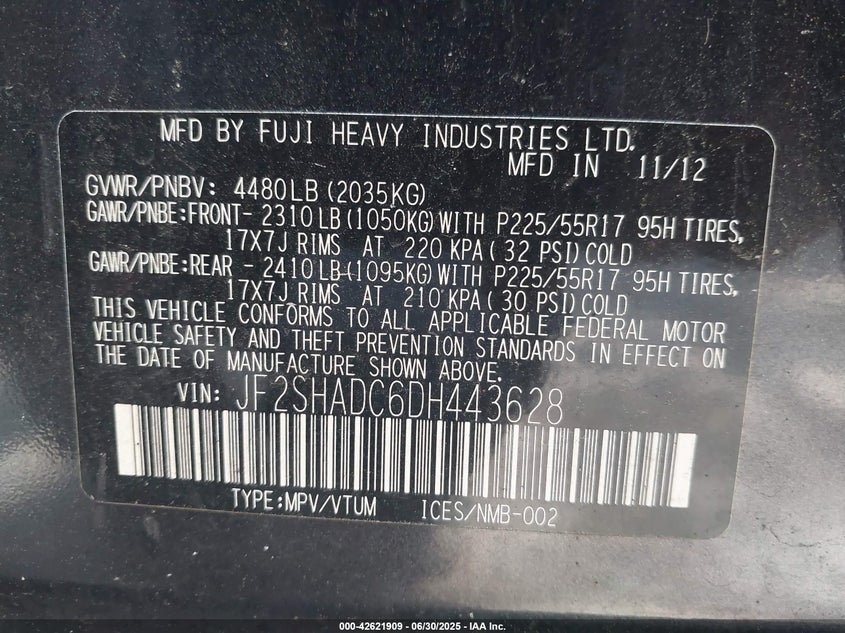 MFD BY FUJI HEAVY INDUSTRIES LTD.
MFD IN 11/12
GVWR/PNBV: 4480LB (2035KG)
GAWR/PNBE:FRONT- 2310 LB(1050KG)WITH P225/55R17 95H TIRES,
17X7J RIMS AT 220 KPA( 32 PSI)COLD
GAWR/PNBE:REAR - 2410 LB(1095KG)WITH P225/55R17 95H TIRES,
17X7J RIMS AT 210 KPA( 30 PSI)COLD
THIS VEHICLE CONFORMS TO ALL APPLICABLE FEDERAL MOTOR
VEHICLE SAFETY AND THEFT PREVENTION STANDARDS IN EFFECT ON
THE DATE OF MANUFACTURE SHOWN ABOVE.
VIN: JF2SHADC6DH443628
TYPE:MPV/VTUM ICES/NMB-002
000-42621909 - 06/30/2025 - IAA Inc.